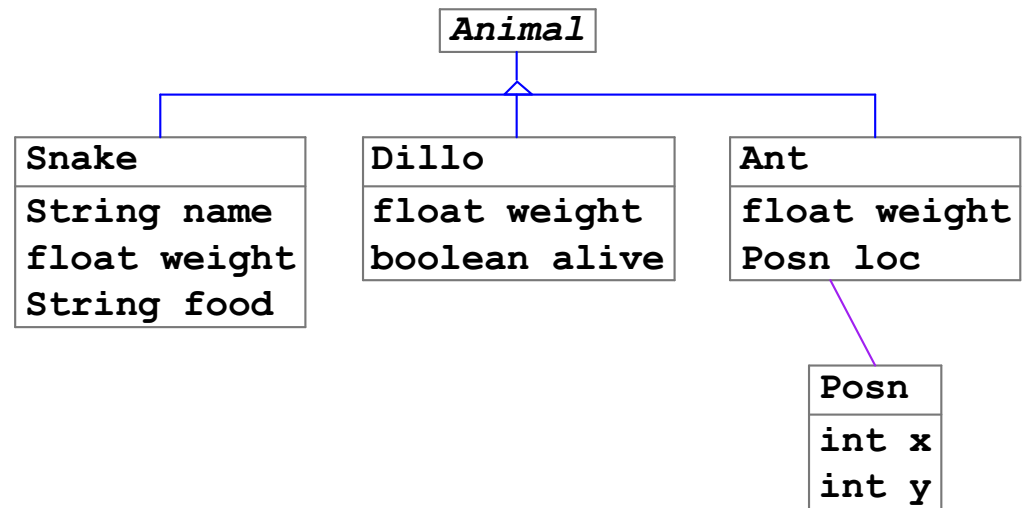 Animal
Snake
String name
float weight
String food
Dillo
float weight
boolean alive
Ant
float weight
Posn loc
Posn
int x
int y